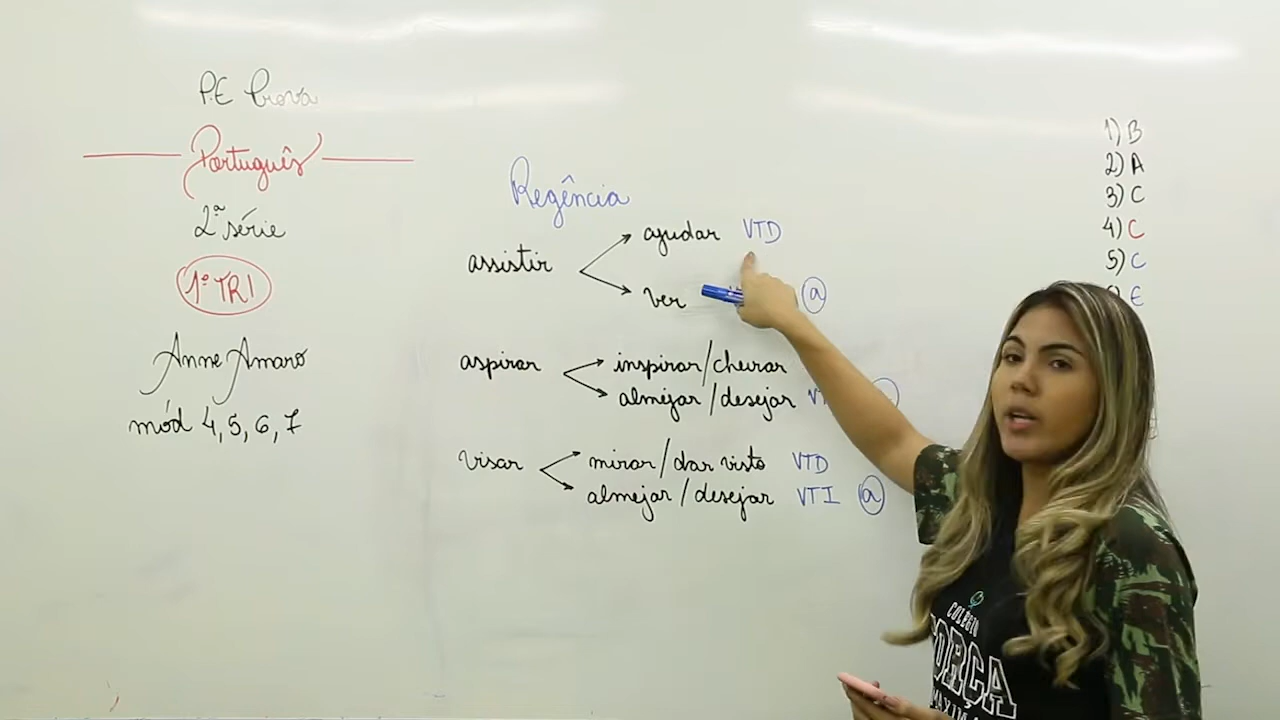 P.E Prova
Português
2ª série
1º TRI
Anne Amaro
mód 4, 5, 6, 7
Regência
assistir
ajudar VTD
ver a
aspirar
inspirar/cheirar
almejar/desejar
visar
mirar/dar visto VTD
almejar/desejar VTI a
1) B
2) A
3) C
4) C
5) C
E
COLÉGIO
FORÇA